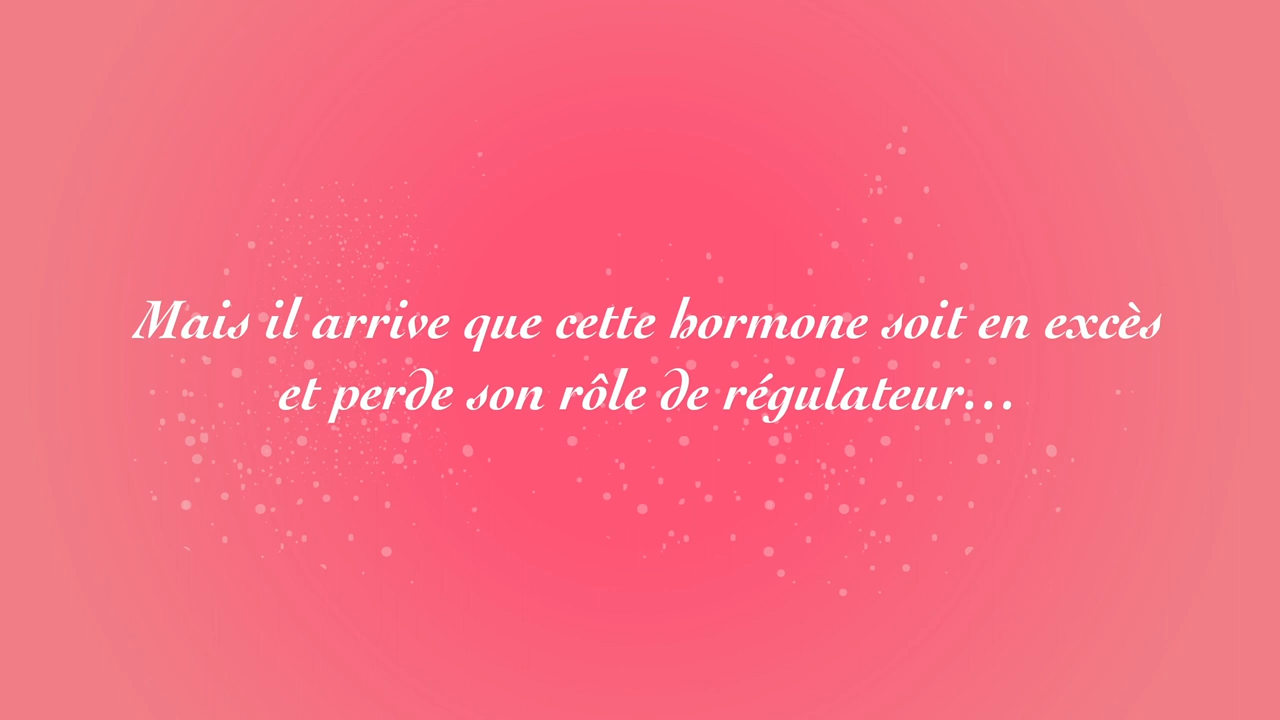 Mais il arrive que cette hormone soit en excès
et perde son rôle de régulateur...